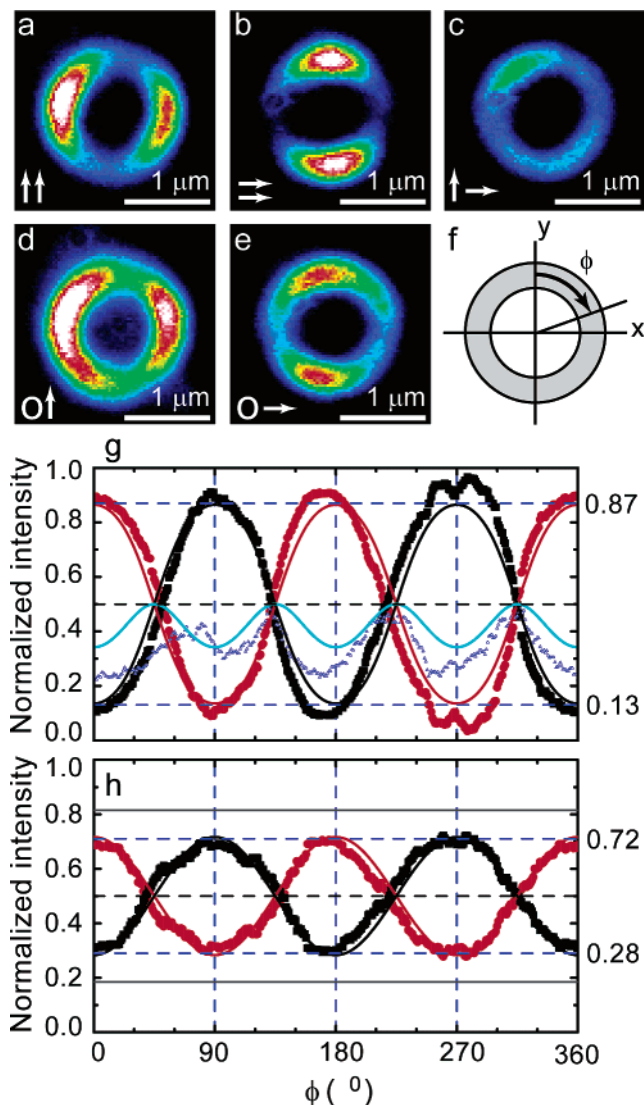 a
1 μm
b
1 μm
c
1 μm
d
O
1 μm
e
O
1 μm
f
y
ϕ
x
g
Normalized intensity
1.0
0.8
0.6
0.4
0.2
0.0
0.87
0.13
h
Normalized intensity
1.0
0.8
0.6
0.4
0.2
0.0
0.72
0.28
0
90
180
270
360
ϕ ( ⁰)